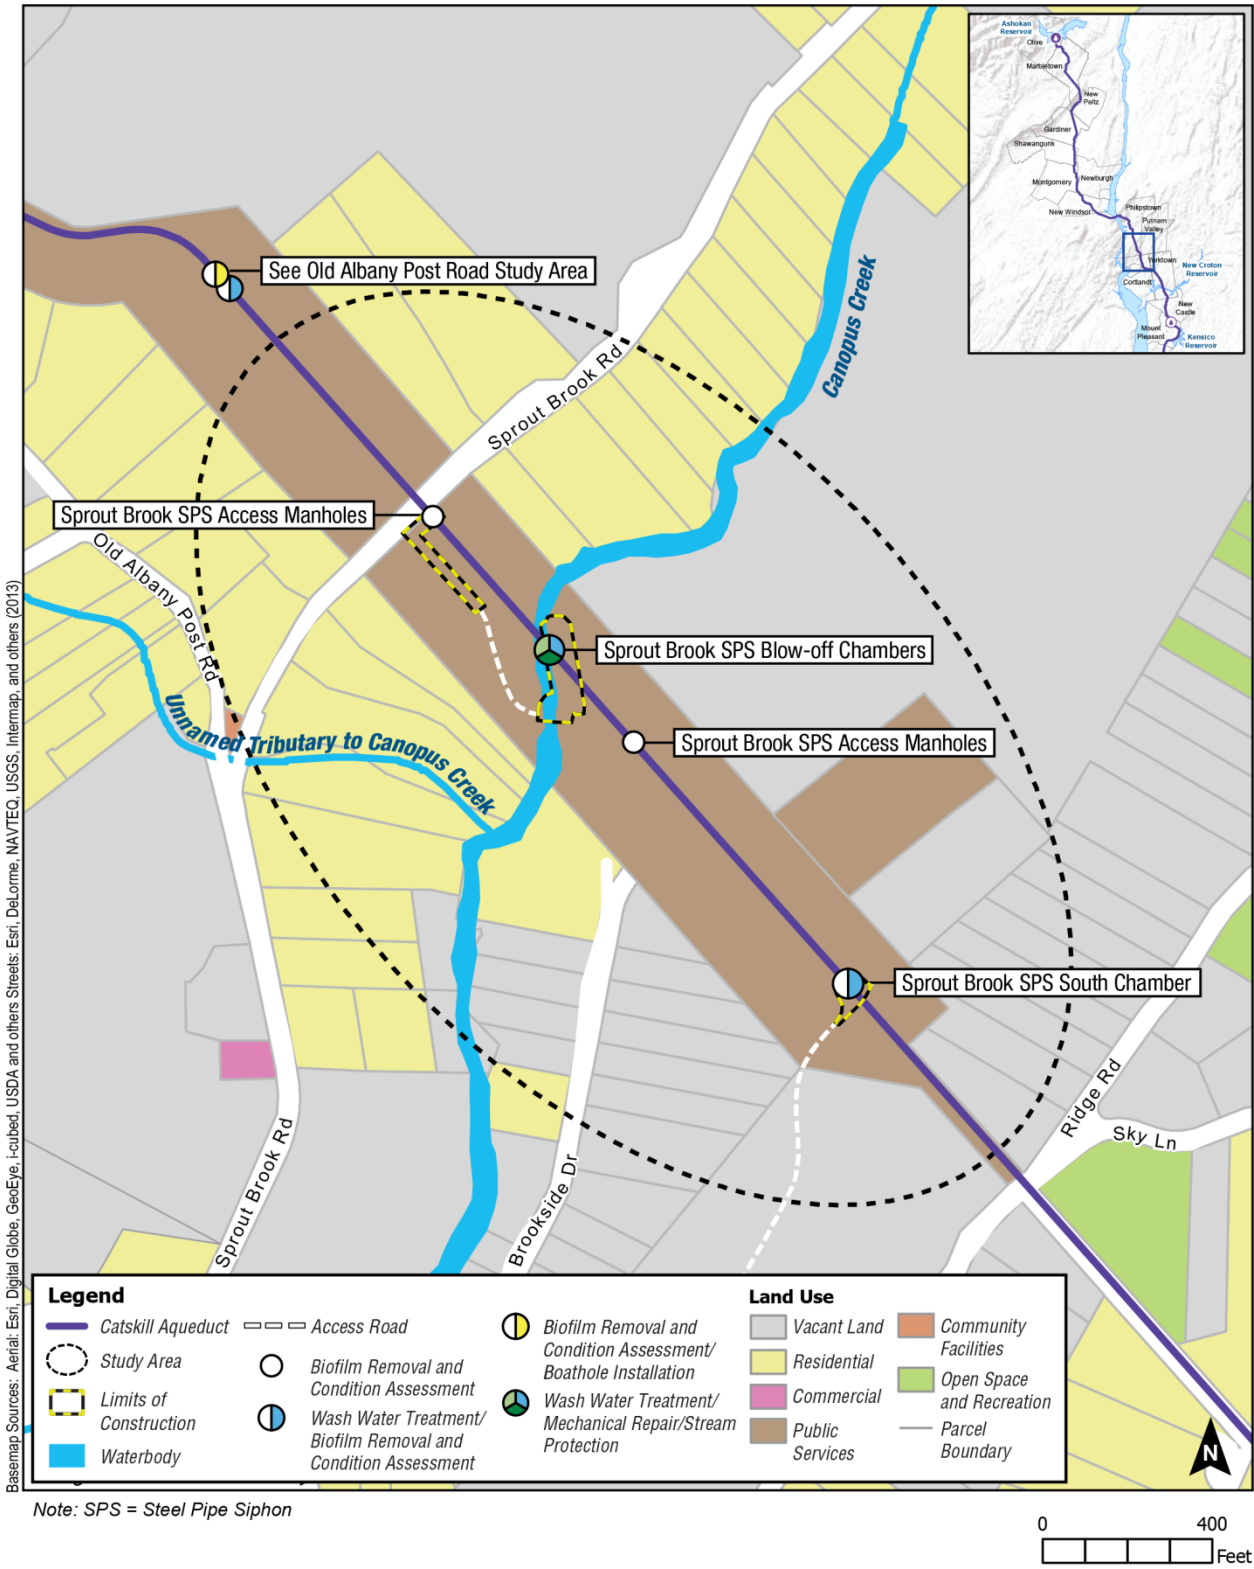 Ashokan
Reservoir
Olive
Marbletown
New
Paltz
Gardiner
Shawangunk
Montgomery
Newburgh
New Windsor
Philipstown
Putnam
Valley
Yorktown
New Croton
Reservoir
Cortlandt
New
Castle
Mount
Pleasant
Kensico
Reservoir
See Old Albany Post Road Study Area
Canopus Creek
Sprout Brook Rd
Sprout Brook SPS Access Manholes
Old Albany Post Rd
Sprout Brook SPS Blow-off Chambers
Unnamed Tributary to Canopus Creek
Sprout Brook SPS Access Manholes
Sprout Brook SPS South Chamber
Ridge Rd
Sky Ln
Sprout Brook Rd
Brookside Dr
Basemap Sources: Aerial: Esri, Digital Globe, GeoEye, i-cubed, USDA and others Streets: Esri, DeLorme, NAVTEQ, USGS, Intermap, and others (2013)
Legend
Catskill Aqueduct
Study Area
Limits of
Construction
Waterbody
Access Road
Biofilm Removal and
Condition Assessment
Wash Water Treatment/
Biofilm Removal and
Condition Assessment
Biofilm Removal and
Condition Assessment/
Boathole Installation
Wash Water Treatment/
Mechanical Repair/Stream
Protection
Land Use
Vacant Land
Residential
Commercial
Public
Services
Community
Facilities
Open Space
and Recreation
Parcel
Boundary
N
Note: SPS = Steel Pipe Siphon
0 400
Feet